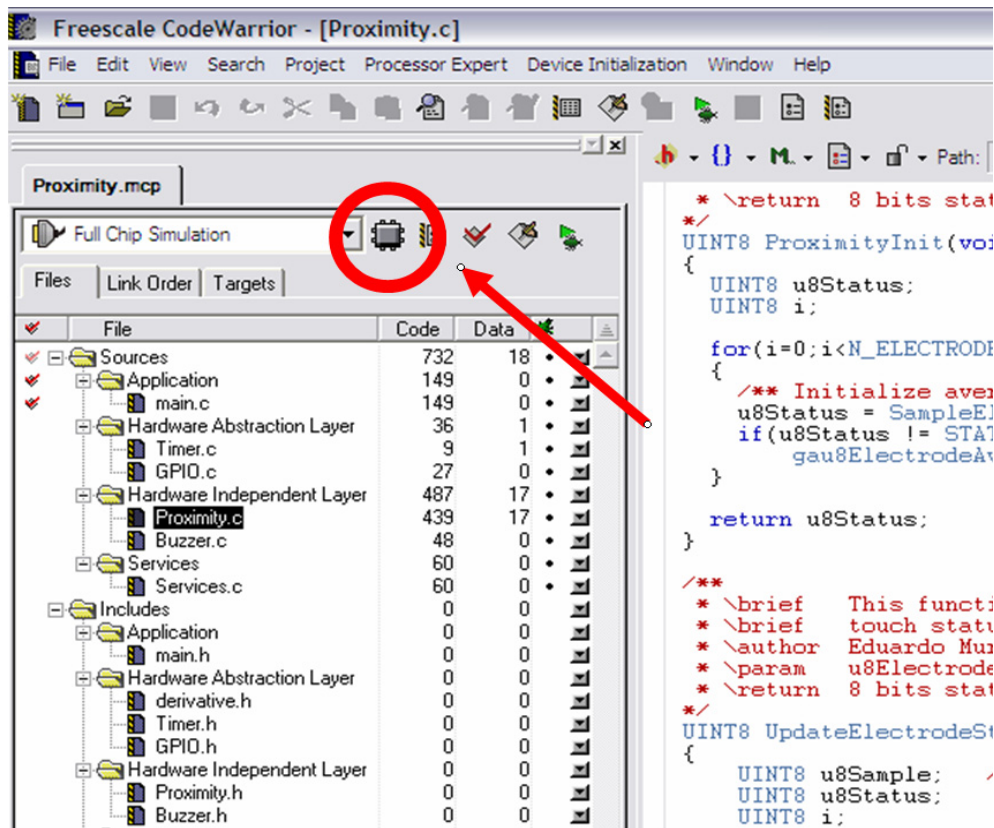 Freescale CodeWarrior - [Proximity.c]
File Edit View Search Project Processor Expert Device Initialization Window Help
Path:
Proximity.mcp
Full Chip Simulation
Files Link Order Targets
File Code Data
Sources 732 18
Application 149 0
main.c 149 0
Hardware Abstraction Layer 36 1
Timer.c 9 1
GPIO.c 27 0
Hardware Independent Layer 487 17
Proximity.c 439 17
Buzzer.c 48 0
Services 60 0
Services.c 60 0
Includes 0 0
Application 0 0
main.h 0 0
Hardware Abstraction Layer 0 0
derivative.h 0 0
Timer.h 0 0
GPIO.h 0 0
Hardware Independent Layer 0 0
Proximity.h 0 0
Buzzer.h 0 0
* \return 8 bits stat
*/
UINT8 ProximityInit(voi
{
UINT8 u8Status;
UINT8 i;
for(i=0;i<N_ELECTRODE
{
/** Initialize aver
u8Status = SampleEl
if(u8Status != STAT
gau8ElectrodeAv
}
return u8Status;
}
/**
* \brief This functi
* \brief touch statu
* \author Eduardo Mur
* \param u8Electrode
* \return 8 bits stat
*/
UINT8 UpdateElectrodeSt
{
UINT8 u8Sample; /
UINT8 u8Status;
UINT8 i;